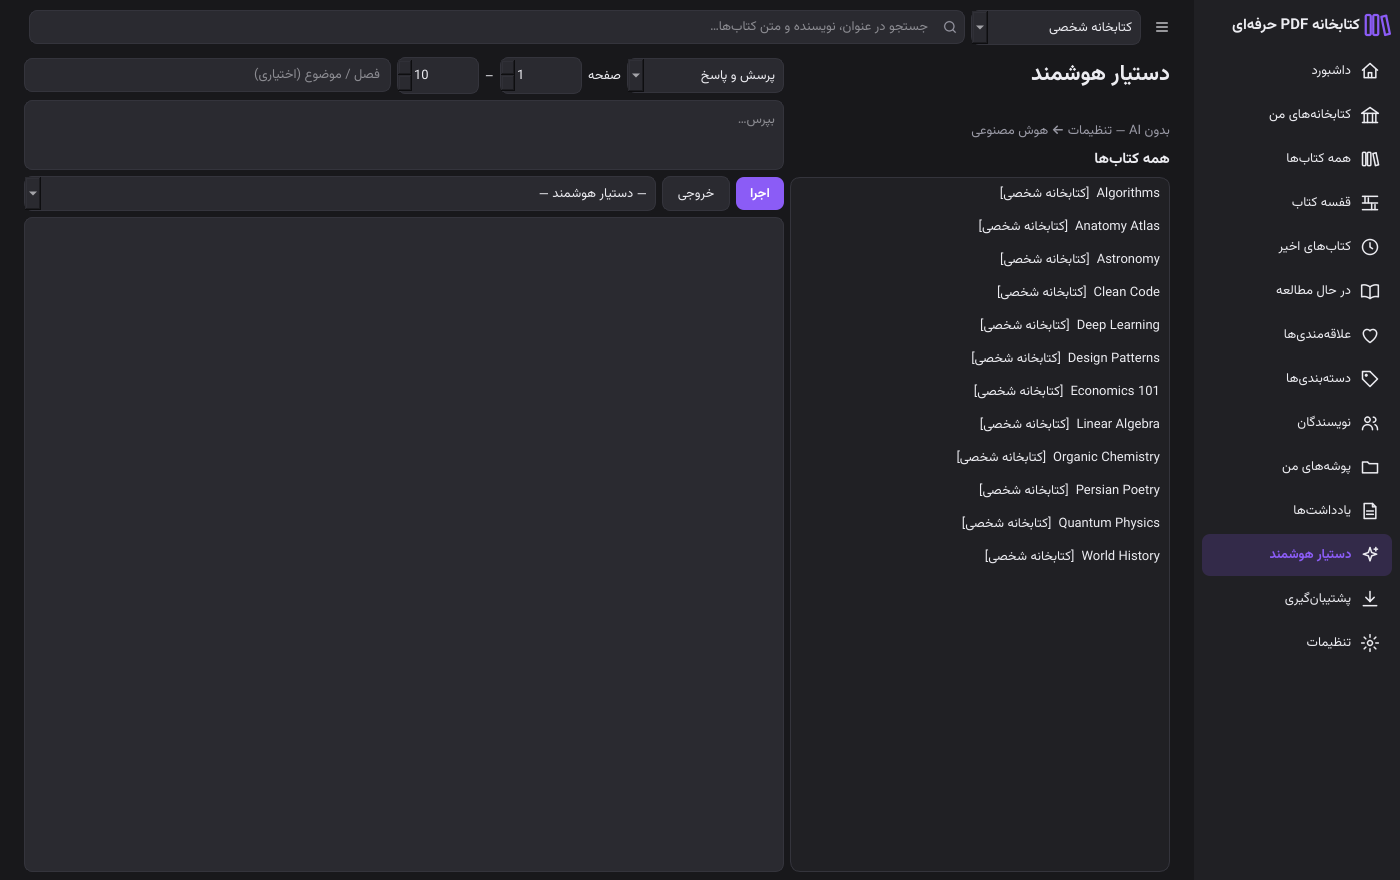 کتابخانه PDF حرفه‌ای
داشبورد
کتابخانه‌های من
همه کتاب‌ها
قفسه کتاب
کتاب‌های اخیر
در حال مطالعه
علاقه‌مندی‌ها
دسته‌بندی‌ها
نویسندگان
پوشه‌های من
یادداشت‌ها
دستیار هوشمند
پشتیبان‌گیری
تنظیمات
کتابخانه شخصی
جستجو در عنوان، نویسنده و متن کتاب‌ها...
دستیار هوشمند
بدون AI — تنظیمات ← هوش مصنوعی
همه کتاب‌ها
Algorithms [کتابخانه شخصی]
Anatomy Atlas [کتابخانه شخصی]
Astronomy [کتابخانه شخصی]
Clean Code [کتابخانه شخصی]
Deep Learning [کتابخانه شخصی]
Design Patterns [کتابخانه شخصی]
Economics 101 [کتابخانه شخصی]
Linear Algebra [کتابخانه شخصی]
Organic Chemistry [کتابخانه شخصی]
Persian Poetry [کتابخانه شخصی]
Quantum Physics [کتابخانه شخصی]
World History [کتابخانه شخصی]
پرسش و پاسخ
صفحه 1 – 10
فصل / موضوع (اختیاری)
بپرس...
اجرا
خروجی
— دستیار هوشمند —